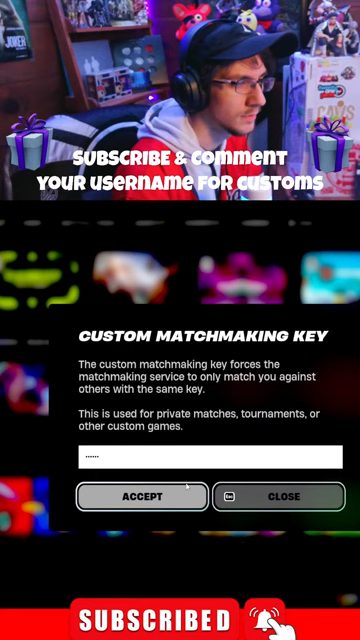 SUBSCRIBE & COMMENT
YOUR USERNAME FOR CUSTOMS
CUSTOM MATCHMAKING KEY
The custom matchmaking key forces the
matchmaking service to only match you against
others with the same key.
This is used for private matches, tournaments, or
other custom games.
······
ACCEPT
Esc
CLOSE
SUBSCRIBED